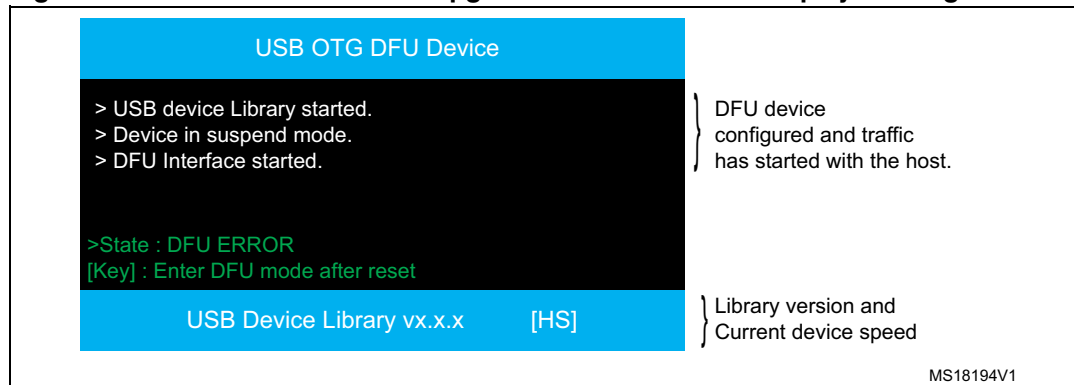 USB OTG DFU Device
> USB device Library started.
> Device in suspend mode.
> DFU Interface started.
DFU device
configured and traffic
has started with the host.
>State : DFU ERROR
[Key] : Enter DFU mode after reset
USB Device Library vx.x.x [HS]
Library version and
Current device speed
MS18194V1